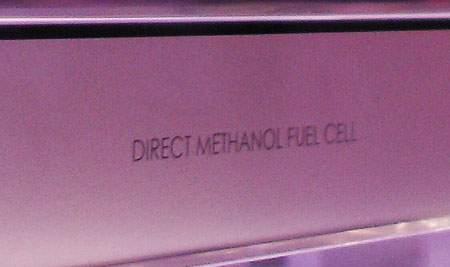 DIRECT METHANOL FUEL CELL